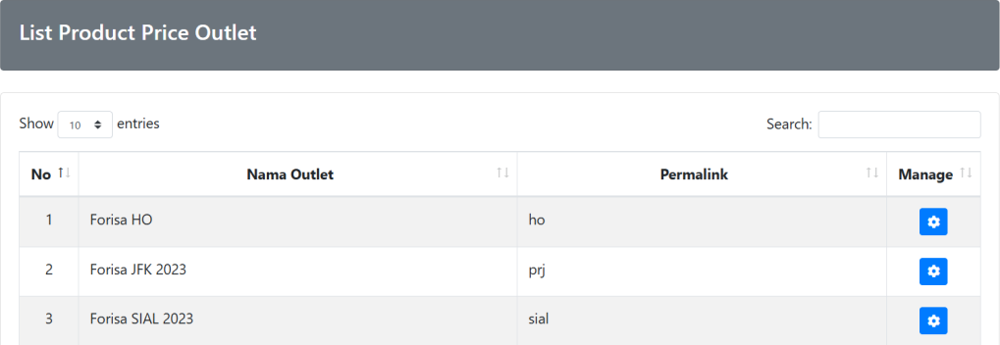 List Product Price Outlet
Show 10 entries
Search:
No Nama Outlet Permalink Manage
1 Forisa HO ho
2 Forisa JFK 2023 prj
3 Forisa SIAL 2023 sial